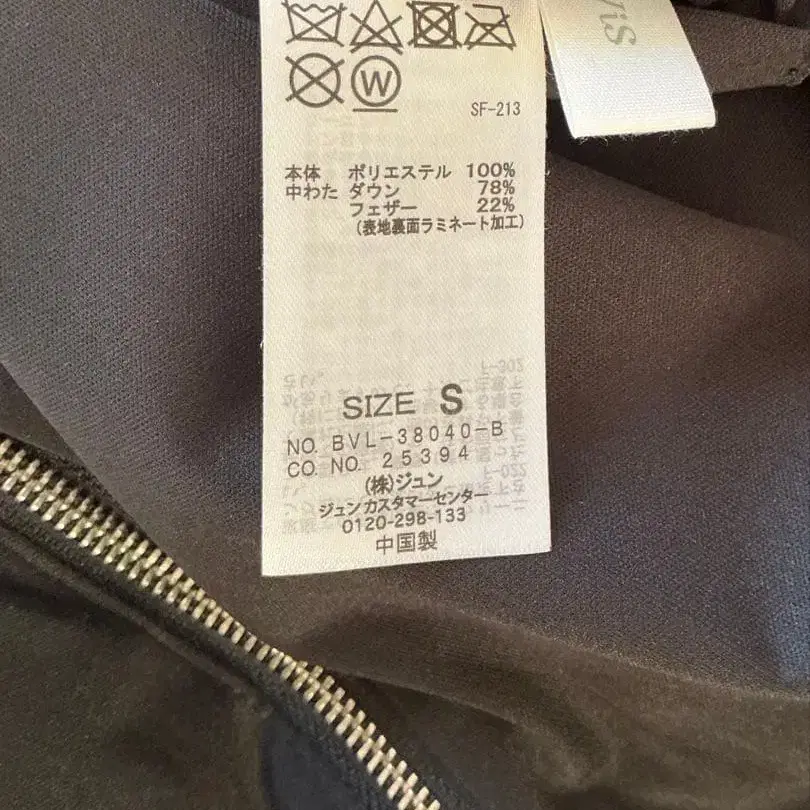 ViS
W
SF-213
本体 ポリエステル 100%
中わた ダウン 78%
フェザー 22%
(表地裏面ラミネート加工)
F-302
SIZE S
NO. BVL-38040-B
CO NO. 25394
F-022
(株)ジュン
ジュンカスタマーセンター
0120-298-133
中国製